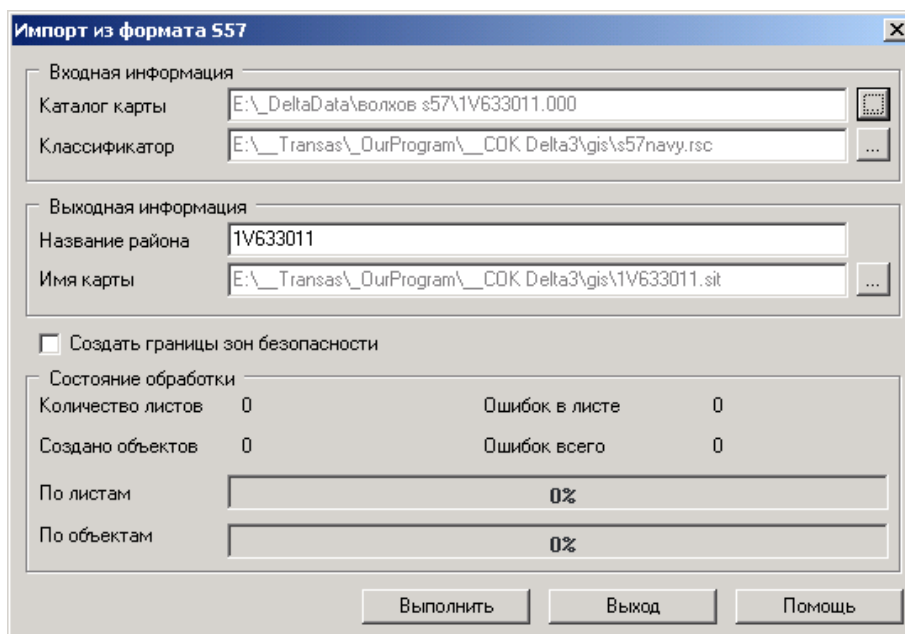 Импорт из формата S57
Входная информация
Каталог карты E:\_DeltaData\волхов s57\1V633011.000
Классификатор E:\__Transas\_OurProgram\__COK Delta3\gis\s57navy.rsc ...
Выходная информация
Название района 1V633011
Имя карты E:\__Transas\_OurProgram\__COK Delta3\gis\1V633011.sit ...
Создать границы зон безопасности
Состояние обработки
Количество листов 0 Ошибок в листе 0
Создано объектов 0 Ошибок всего 0
По листам 0%
По объектам 0%
Выполнить Выход Помощь